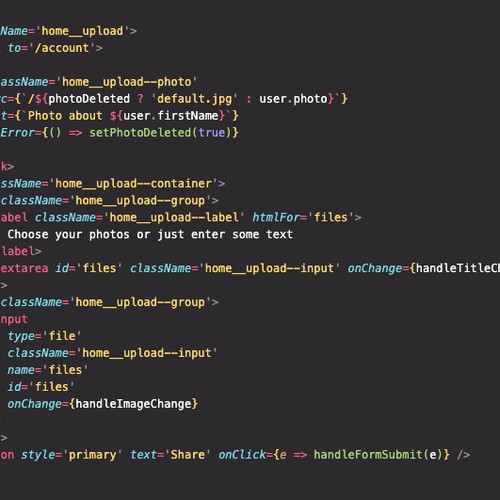 Name='home__upload'>
to='/account'>
assName='home__upload--photo'
c={`/${photoDeleted ? 'default.jpg' : user.photo}`}
t={`Photo about ${user.firstName}`}
Error={() => setPhotoDeleted(true)}
k>
ssName='home__upload--container'>
className='home__upload--group'>
abel className='home__upload--label' htmlFor='files'>
Choose your photos or just enter some text
label>
extarea id='files' className='home__upload--input' onChange={handleTitleCh
>
className='home__upload--group'>
nput
type='file'
className='home__upload--input'
name='files'
id='files'
onChange={handleImageChange}
>
on style='primary' text='Share' onClick={e => handleFormSubmit(e)} />